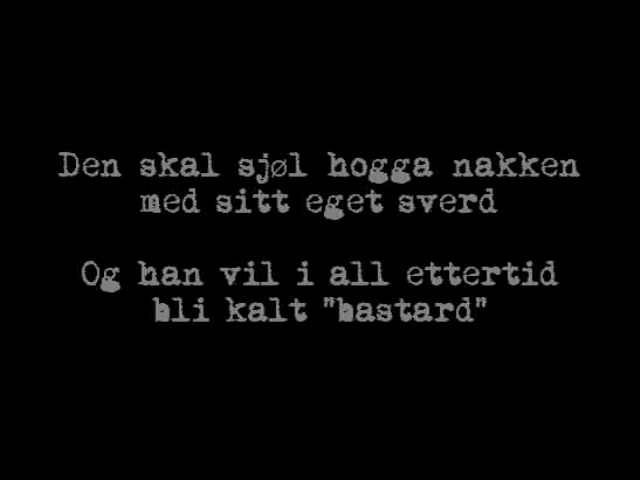 Den skal sjøl hogga nakken
med sitt eget sverd
Og han vil i all ettertid
bli kalt "bastard"